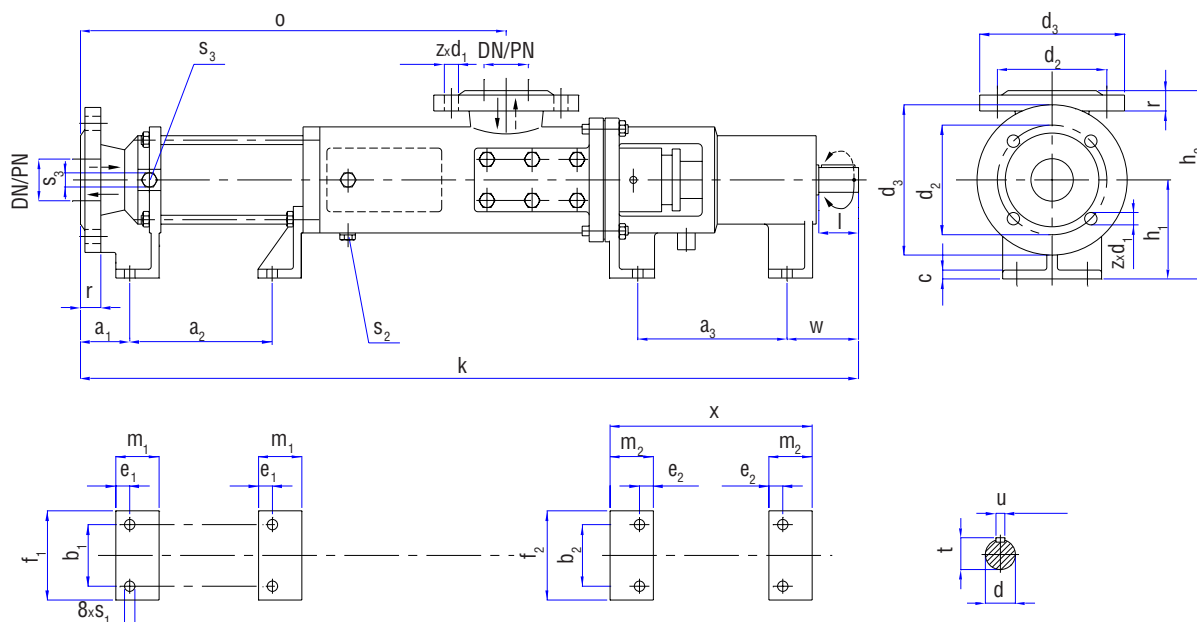 o
s₃
z×d₁
DN/PN
d₃
d₂
r
DN/PN
s₃
d₃
d₂
h₁
z×d₁
c
l
r
a₁
a₂
s₂
a₃
w
k
x
m₁
m₁
m₂
m₂
e₁
e₁
e₂
e₂
u
f₁
b₁
f₂
b₂
t
8×s₁
d